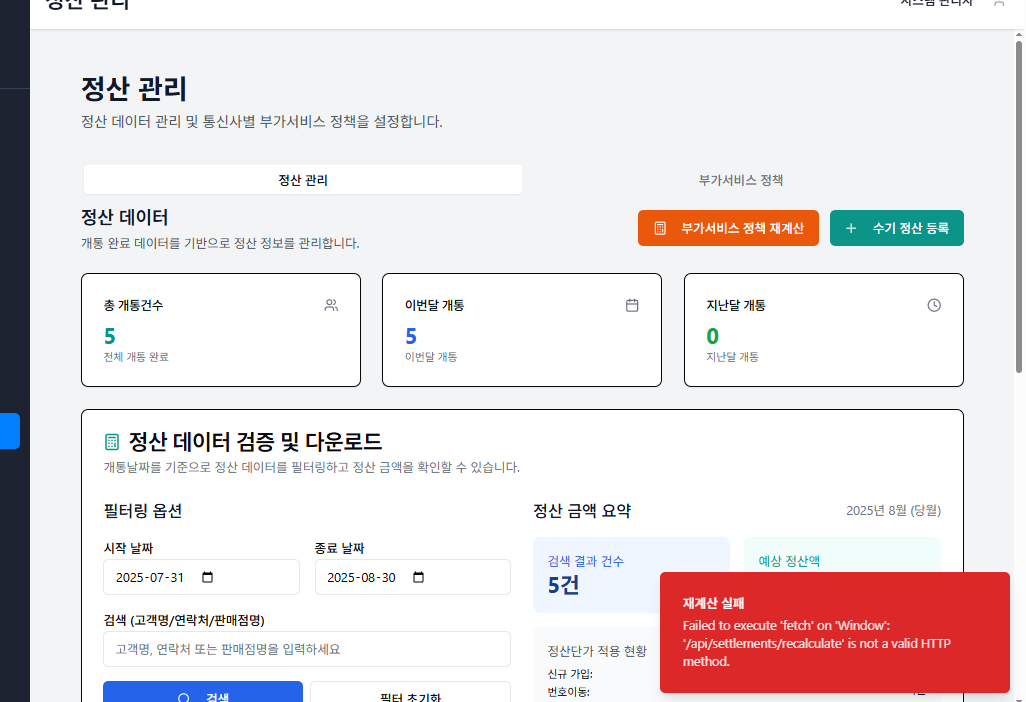 정산 관리
시스템 관리자
정산 관리
정산 데이터 관리 및 통신사별 부가서비스 정책을 설정합니다.
정산 관리
부가서비스 정책
정산 데이터
개통 완료 데이터를 기반으로 정산 정보를 관리합니다.
부가서비스 정책 재계산
수기 정산 등록
총 개통건수
5
전체 개통 완료
이번달 개통
5
이번달 개통
지난달 개통
0
지난달 개통
정산 데이터 검증 및 다운로드
개통날짜를 기준으로 정산 데이터를 필터링하고 정산 금액을 확인할 수 있습니다.
필터링 옵션
시작 날짜
종료 날짜
2025-07-31
2025-08-30
검색 (고객명/연락처/판매점명)
고객명, 연락처 또는 판매점명을 입력하세요
검색
필터 초기화
정산 금액 요약
2025년 8월 (당월)
검색 결과 건수
5건
예상 정산액
정산단가 적용 현황
신규 가입:
번호이동:
재계산 실패
Failed to execute 'fetch' on 'Window':
'/api/settlements/recalculate' is not a valid HTTP
method.